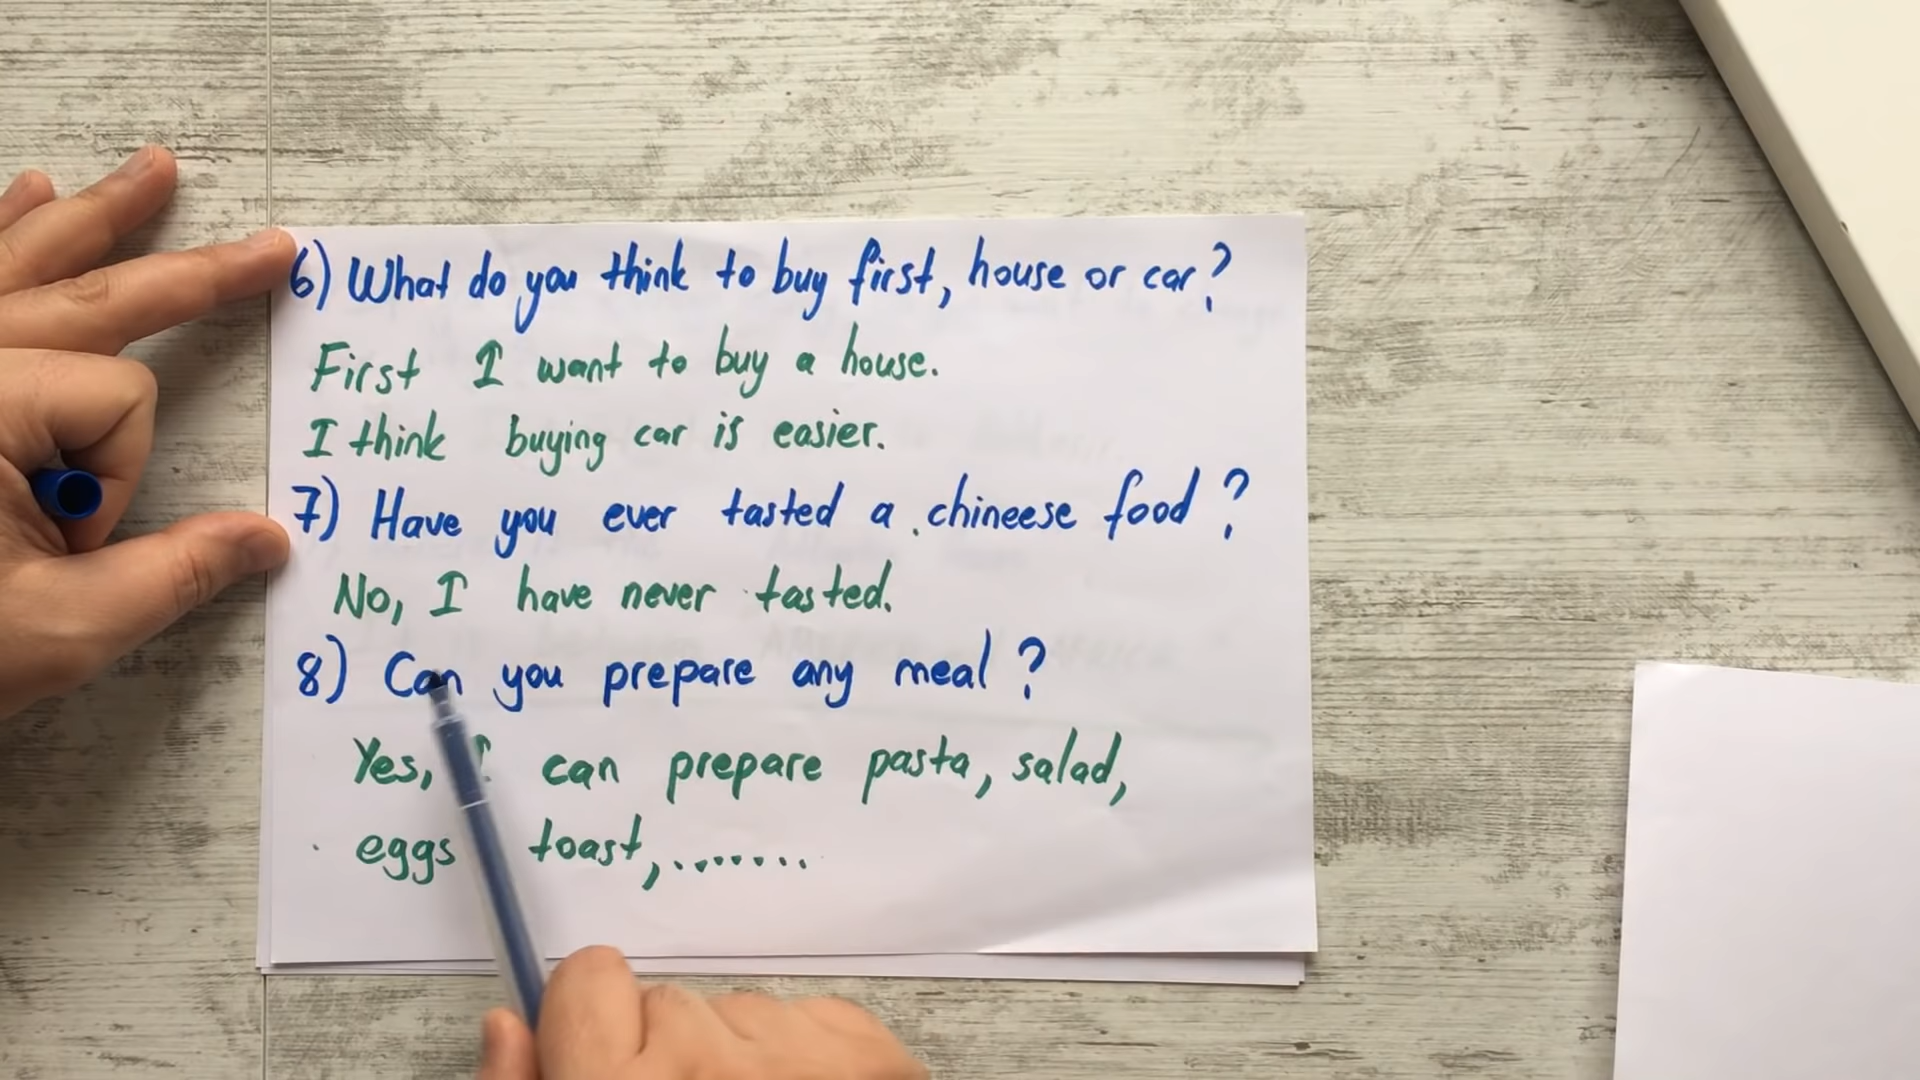 6) What do you think to buy first, house or car?
First I want to buy a house.
I think buying car is easier.
7) Have you ever tasted a chineese food?
No, I have never tasted.
8) Can you prepare any meal?
Yes, I can prepare pasta, salad,
eggs toast,.......